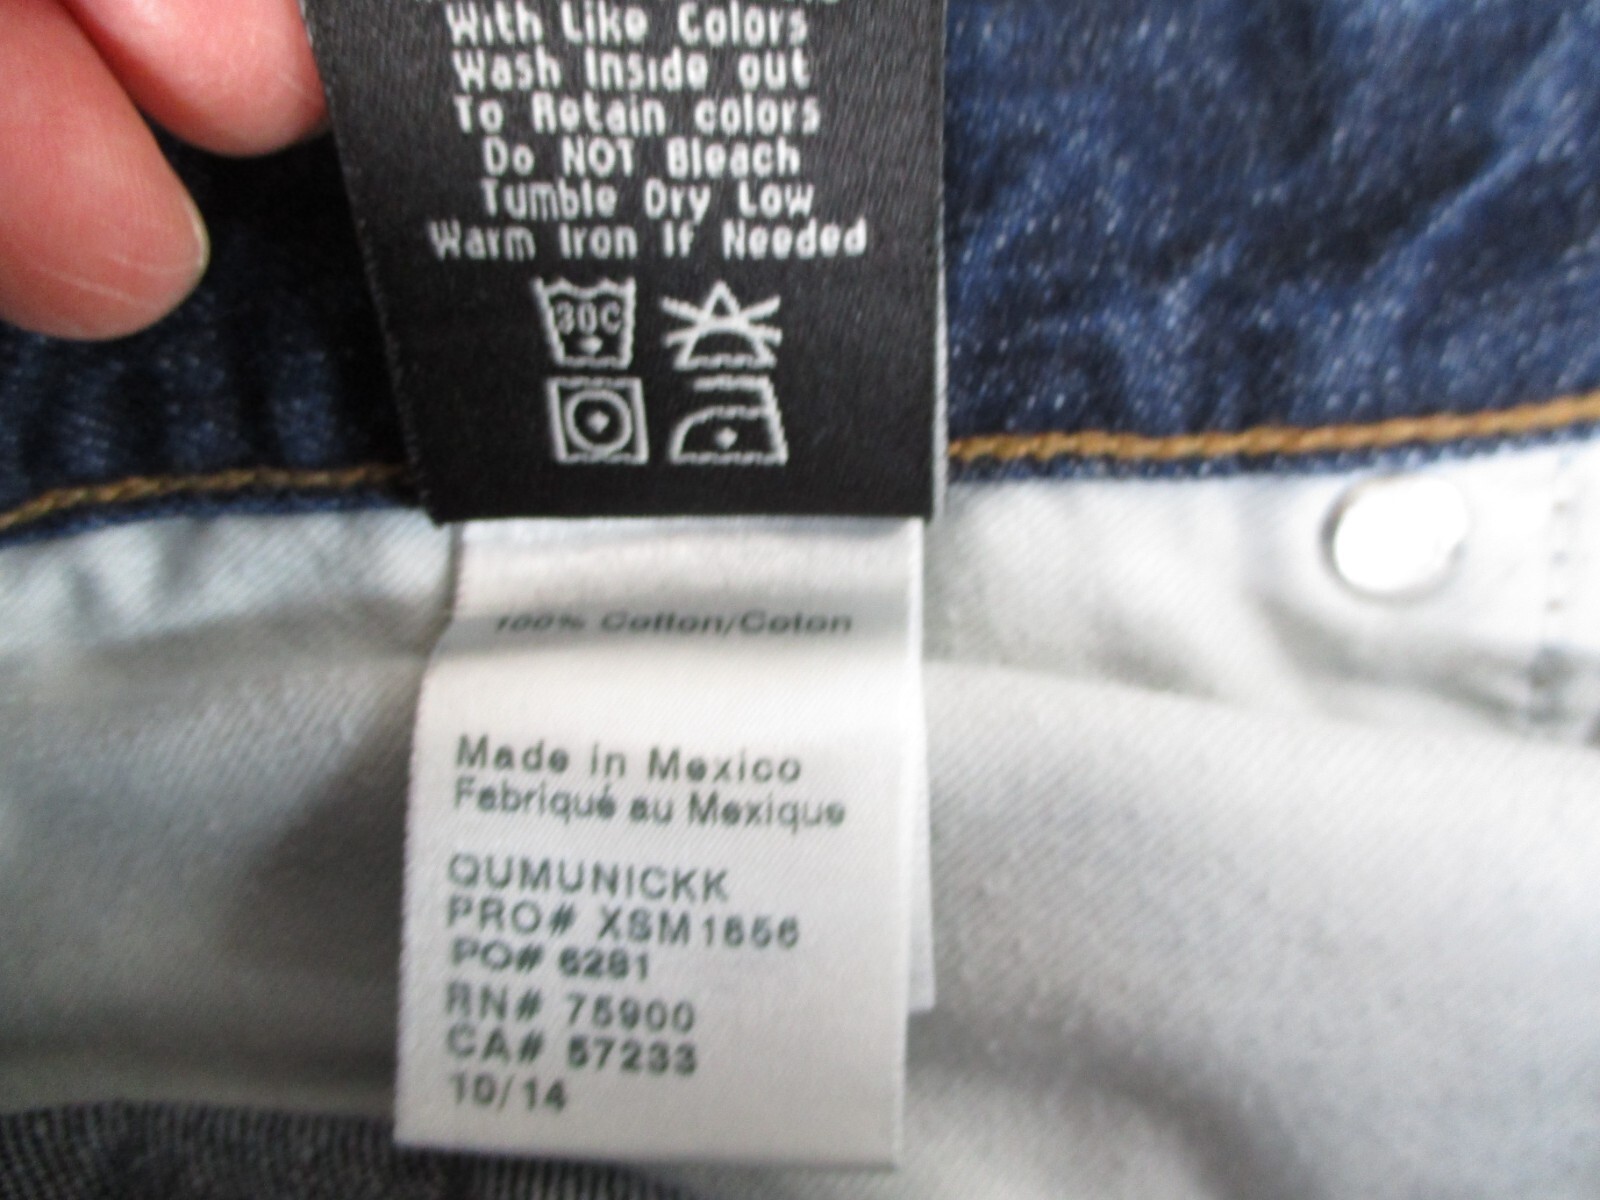 With Like Colors
Wash Inside out
To Retain colors
Do NOT Bleach
Tumble Dry Low
Warm Iron If Needed
30C
100% Cotton/Coton
Made in Mexico
Fabriqué au Mexique
QUMUNICKK
PRO# XSM1656
PO# 6281
RN# 75900
CA# 57233
10/14